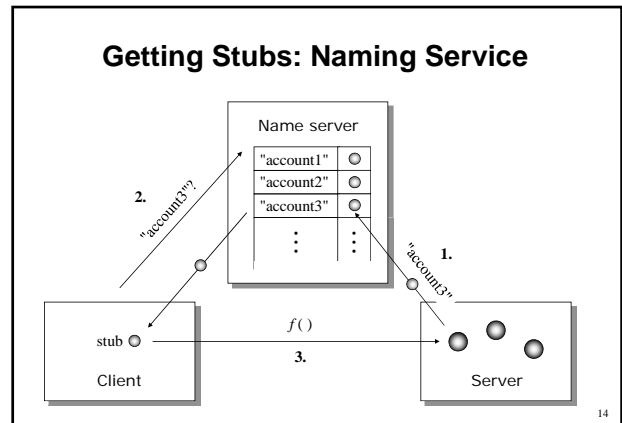 Getting Stubs: Naming Service
Name server
"account1"
"account2"
"account3"
2.
"account3"?
1.
"account3"
stub
f()
3.
Client
Server
14